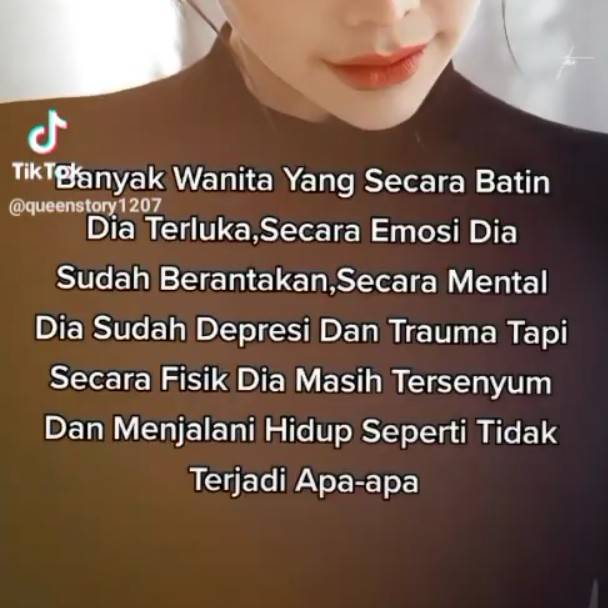 TikTok
@queenstory1207
Banyak Wanita Yang Secara Batin
Dia Terluka,Secara Emosi Dia
Sudah Berantakan,Secara Mental
Dia Sudah Depresi Dan Trauma Tapi
Secara Fisik Dia Masih Tersenyum
Dan Menjalani Hidup Seperti Tidak
Terjadi Apa-apa